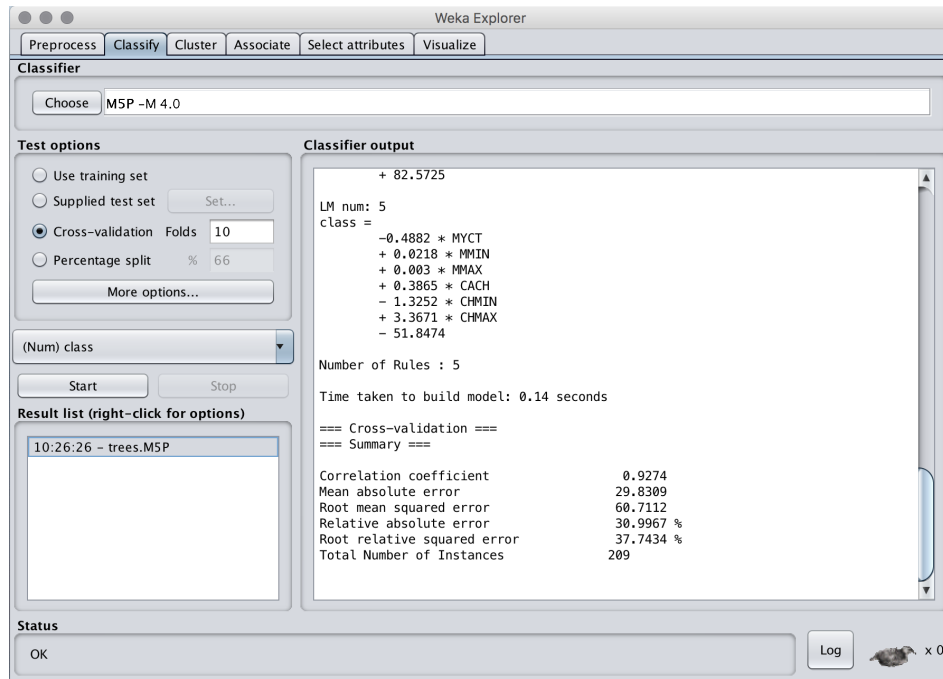 Weka Explorer
Preprocess Classify Cluster Associate Select attributes Visualize
Classifier
Choose M5P -M 4.0
Test options
Use training set
Supplied test set Set...
Cross-validation Folds 10
Percentage split % 66
More options...
(Num) class
Start Stop
Result list (right-click for options)
10:26:26 - trees.M5P
Classifier output
+ 82.5725
LM num: 5
class =
-0.4882 * MYCT
+ 0.0218 * MMIN
+ 0.003 * MMAX
+ 0.3865 * CACH
- 1.3252 * CHMIN
+ 3.3671 * CHMAX
- 51.8474
Number of Rules : 5
Time taken to build model: 0.14 seconds
=== Cross-validation ===
=== Summary ===
Correlation coefficient 0.9274
Mean absolute error 29.8309
Root mean squared error 60.7112
Relative absolute error 30.9967 %
Root relative squared error 37.7434 %
Total Number of Instances 209
Status
OK
Log x 0